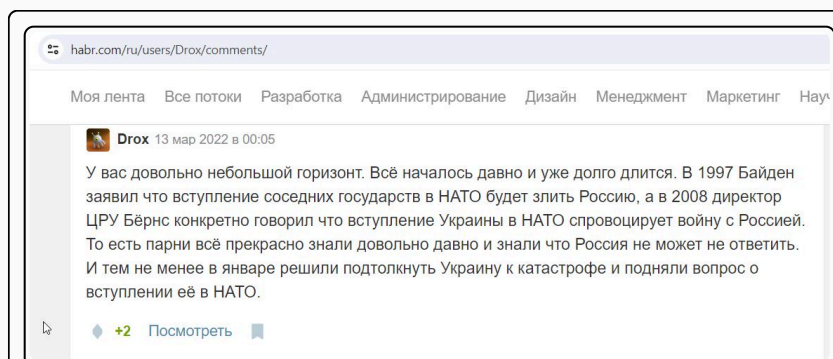 habr.com/ru/users/Drox/comments/
Моя лента Все потоки Разработка Администрирование Дизайн Менеджмент Маркетинг Науч
Drox 13 мар 2022 в 00:05
У вас довольно небольшой горизонт. Всё началось давно и уже долго длится. В 1997 Байден
заявил что вступление соседних государств в НАТО будет злить Россию, а в 2008 директор
ЦРУ Бёрнс конкретно говорил что вступление Украины в НАТО спровоцирует войну с Россией.
То есть парни всё прекрасно знали довольно давно и знали что Россия не может не ответить.
И тем не менее в январе решили подтолкнуть Украину к катастрофе и подняли вопрос о
вступлении её в НАТО.
+2 Посмотреть